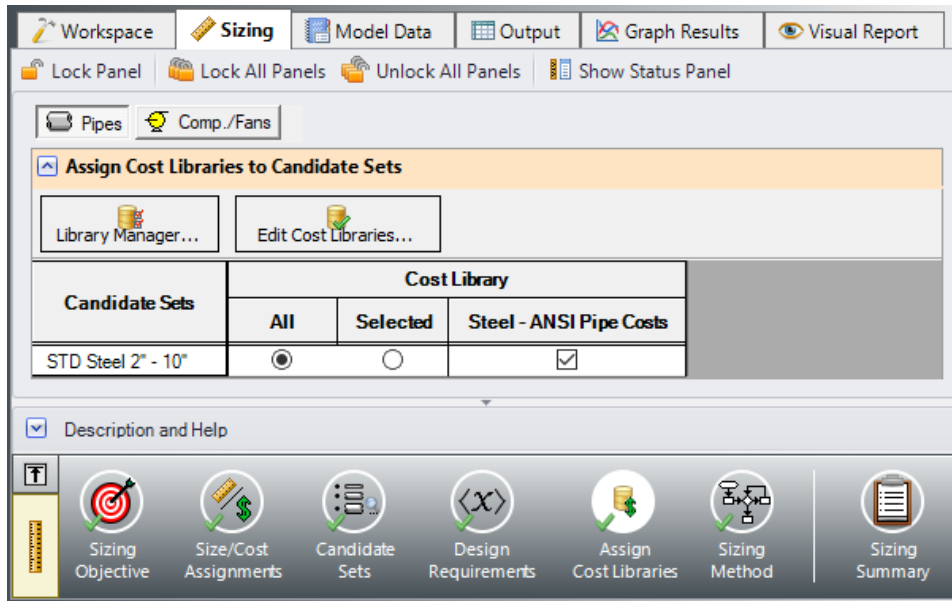 Workspace Sizing Model Data Output Graph Results Visual Report
Lock Panel Lock All Panels Unlock All Panels Show Status Panel
Pipes Comp./Fans
Assign Cost Libraries to Candidate Sets
Library Manager... Edit Cost Libraries...
Candidate Sets Cost Library
All Selected Steel - ANSI Pipe Costs
STD Steel 2" - 10"
Description and Help
Sizing Objective Size/Cost Assignments Candidate Sets Design Requirements Assign Cost Libraries Sizing Method Sizing Summary